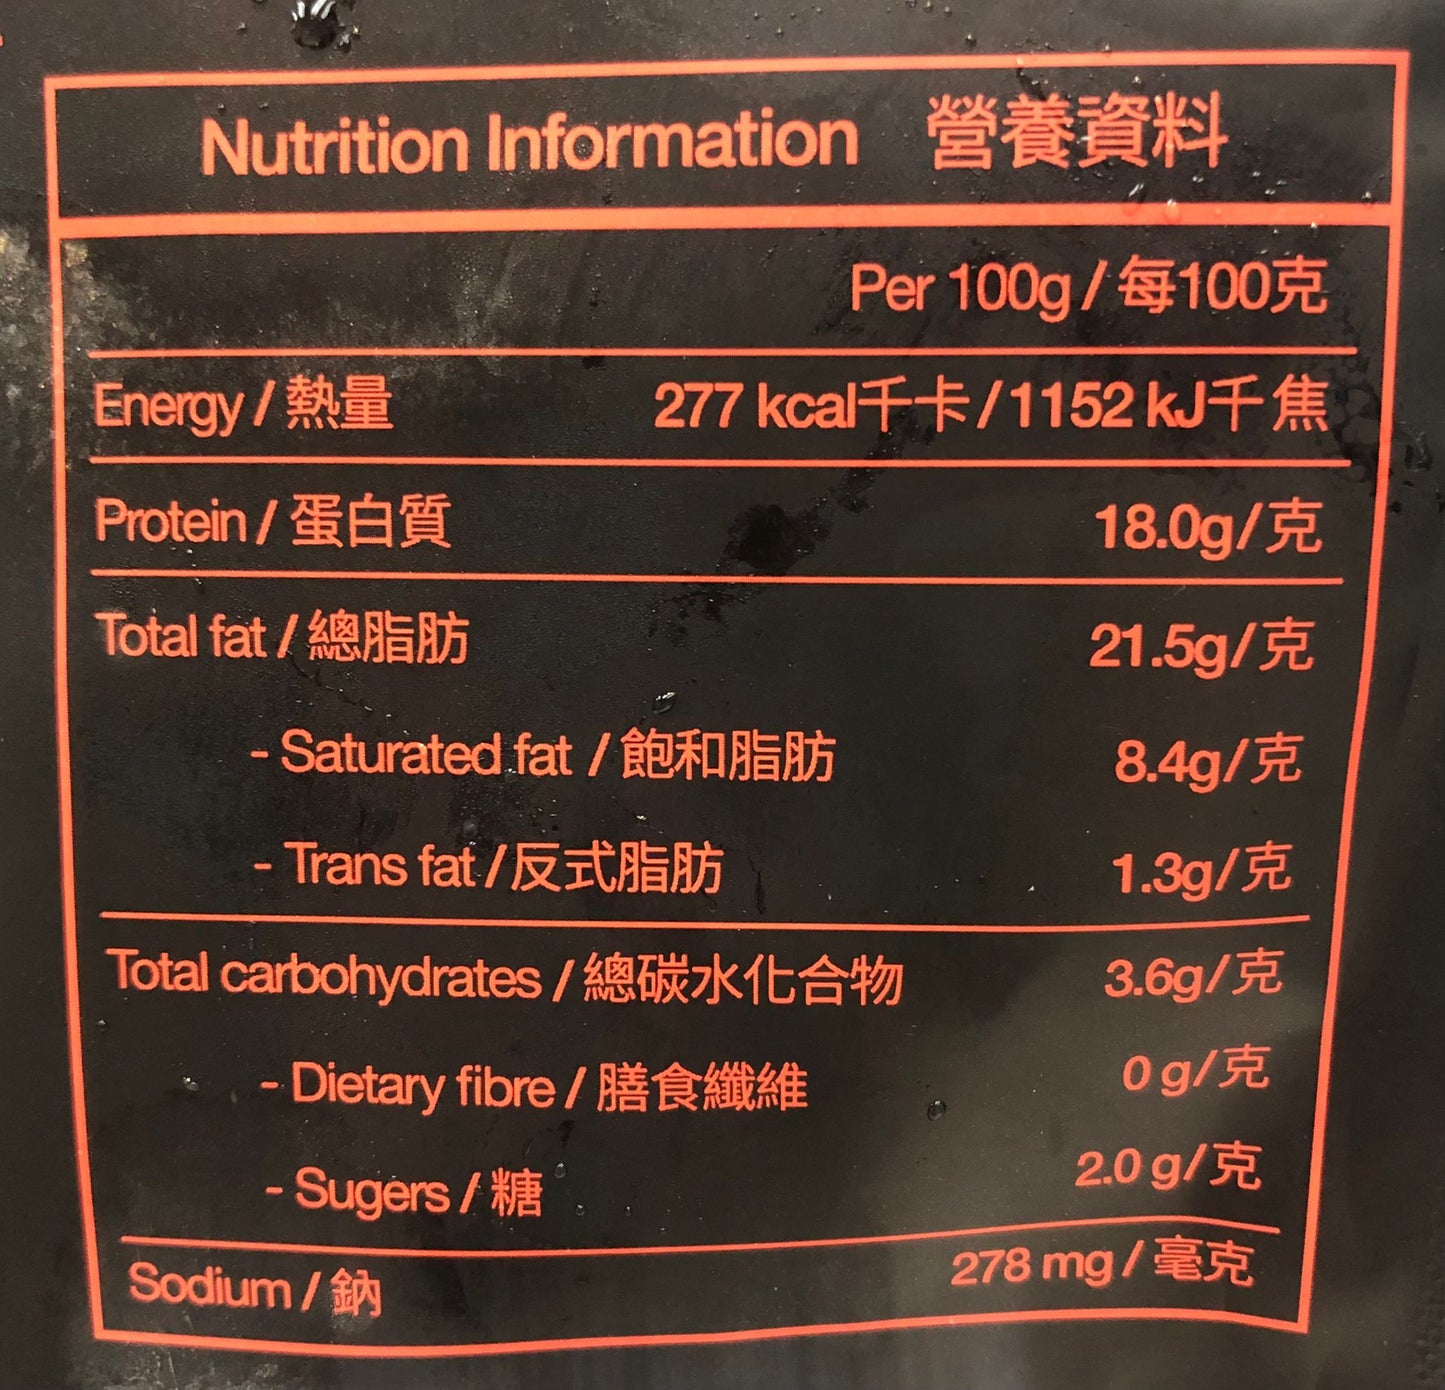 Nutrition Information 營養資料
Per 100g / 每100克
Energy / 熱量 277 kcal千卡/1152 kJ千焦
Protein / 蛋白質 18.0g/克
Total fat / 總脂肪 21.5g/克
- Saturated fat / 飽和脂肪 8.4g/克
- Trans fat / 反式脂肪 1.3g/克
Total carbohydrates / 總碳水化合物 3.6g/克
- Dietary fibre / 膳食纖維 0 g/克
- Sugers / 糖 2.0 g/克
Sodium / 鈉 278 mg / 毫克